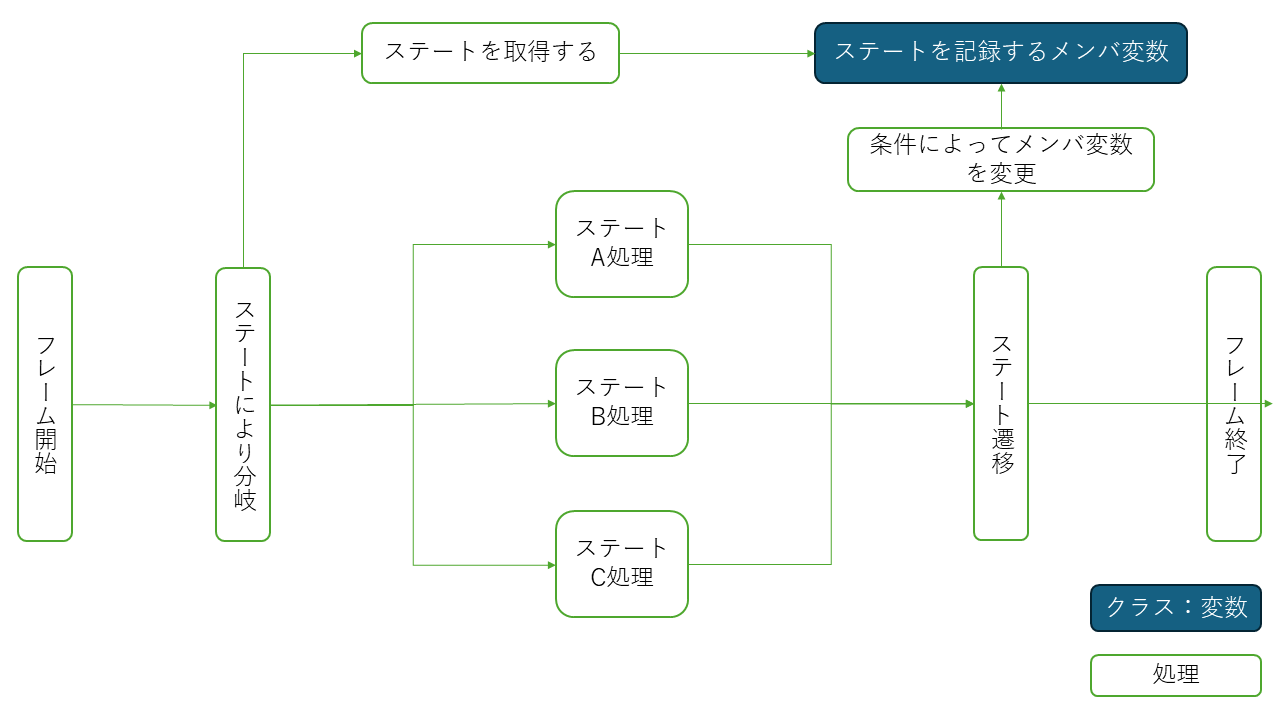 ステートを取得する
ステートを記録するメンバ変数
条件によってメンバ変数
を変更
ステート
A処理
フレーム開始
ステートにより分岐
ステート
B処理
ステート遷移
フレーム終了
ステート
C処理
クラス：変数
処理